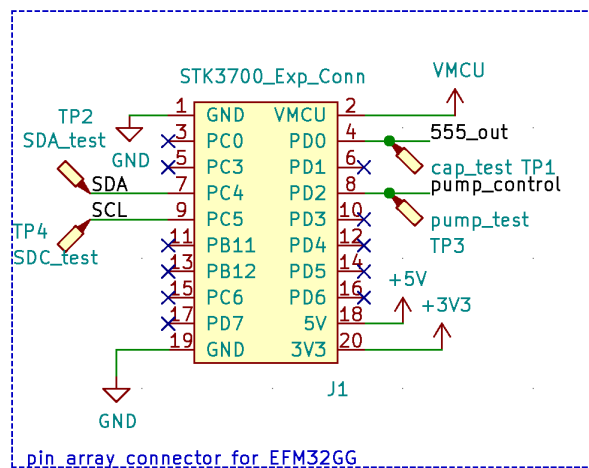 STK3700_Exp_Conn
VMCU
1 GND VMCU 2
GND
3 PC0 PD0 4 555_out
5 PC3 PD1 6
cap_test TP1
TP2
SDA_test
SDA 7 PC4 PD2 8 pump_control
SCL 9 PC5 PD3 10
pump_test
TP3
TP4
SDC_test
11 PB11 PD4 12
13 PB12 PD5 14
15 PC6 PD6 16
+5V
17 PD7 5V 18
+3V3
19 GND 3V3 20
GND
J1
pin array connector for EFM32GG